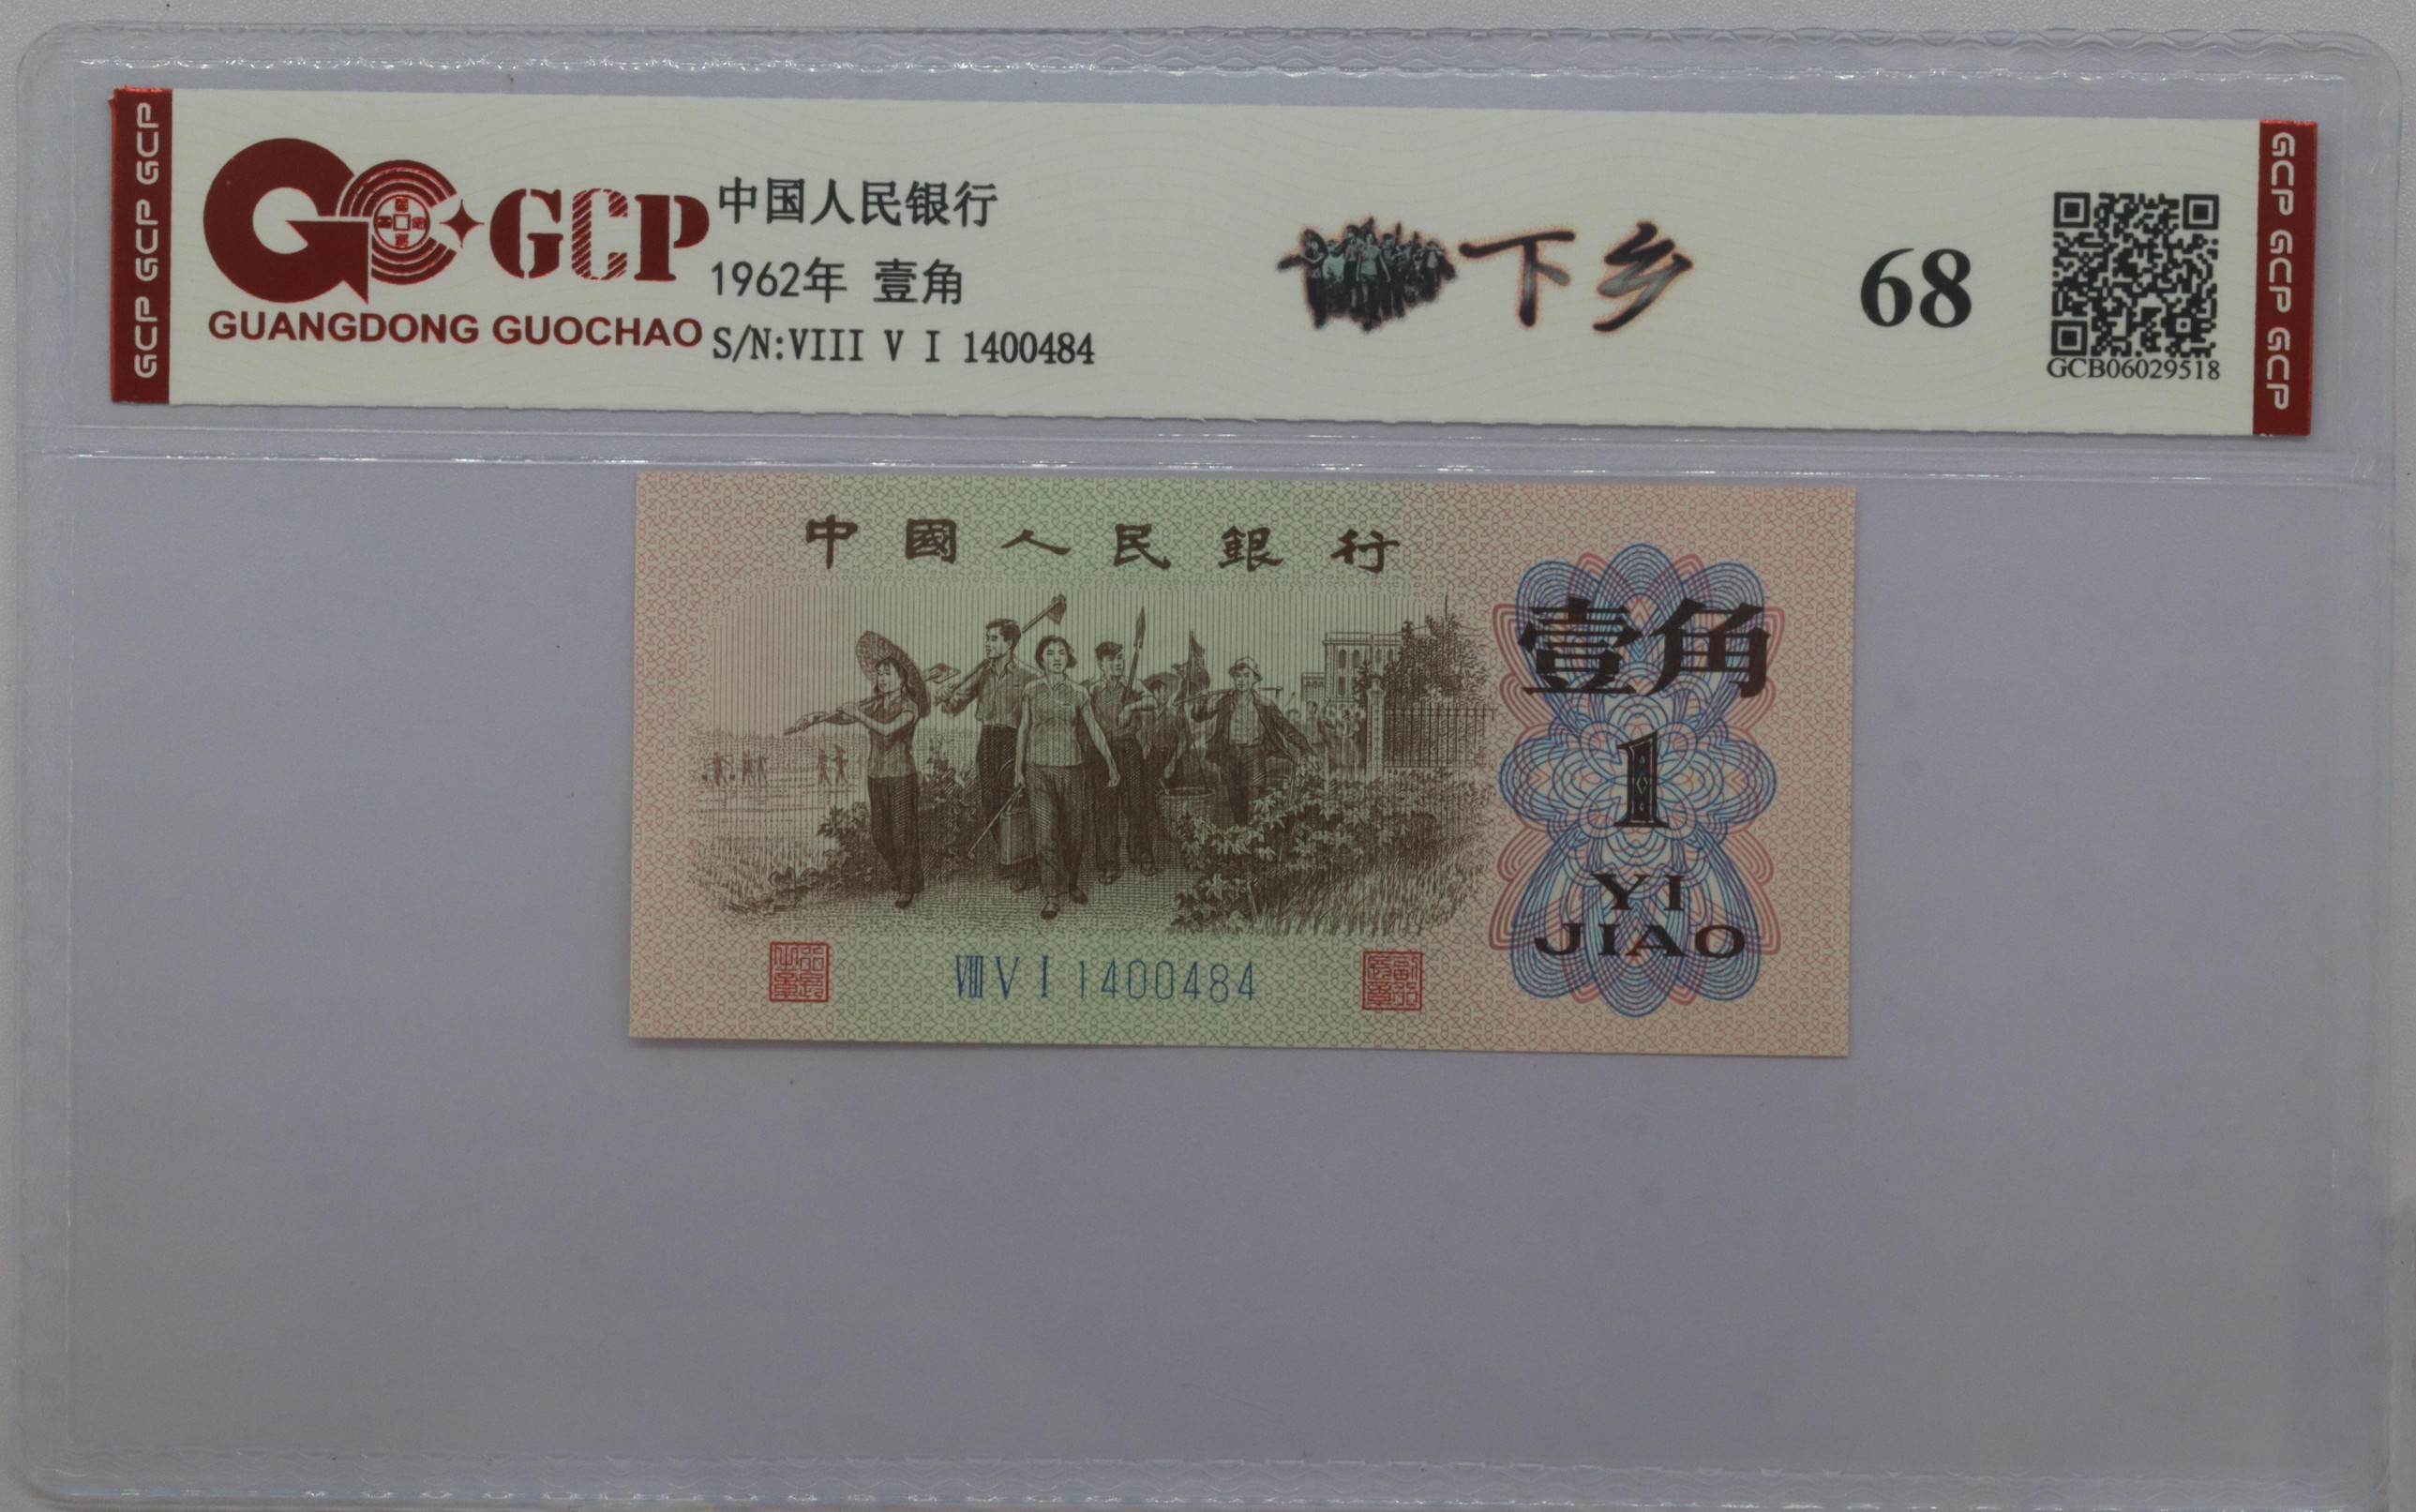 GCP GCP GCP
GCP
GUANGDONG GUOCHAO
中国人民银行
1962年 壹角
S/N:VIII V I 1400484
下乡
68
GCB06029518
GCP GCP GCP
中國人民銀行
壹角
1
YI
JIAO
ⅧⅤⅠ1400484